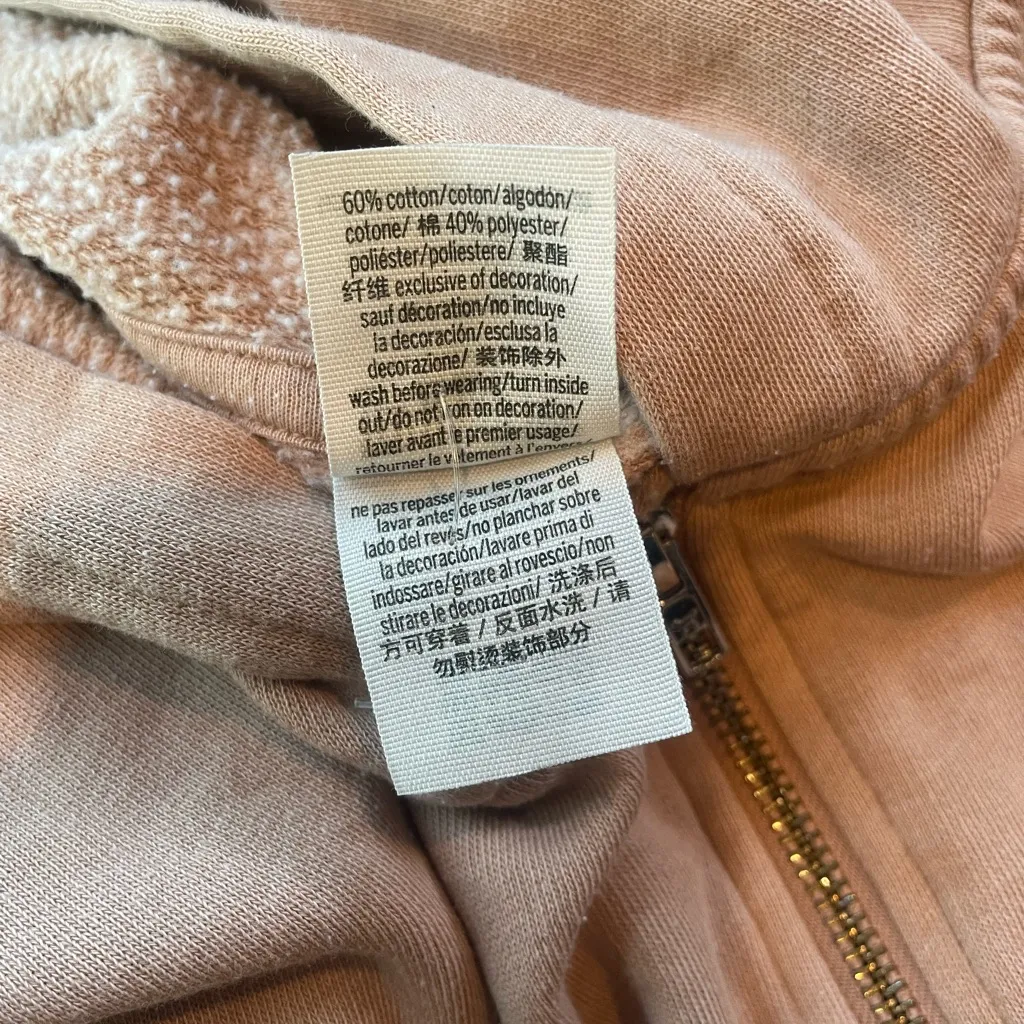 60% cotton/coton/algodón/
cotone/ 棉 40% polyester/
poliéster/poliestere/ 聚酯
纤维 exclusive of decoration/
sauf décoration/no incluye
la decoración/esclusa la
decorazione/ 装饰除外
wash before wearing/turn inside
out/do not iron on decoration/
laver avant le premier usage/
retourner le vêtement à l'envers/
ne pas repasser sur les ornements/
lavar antes de usar/lavar del
lado del revés/no planchar sobre
la decoración/lavare prima di
indossare/girare al rovescio/non
stirare le decorazioni/ 洗涤后
方可穿着 / 反面水洗 / 请
勿熨烫装饰部分